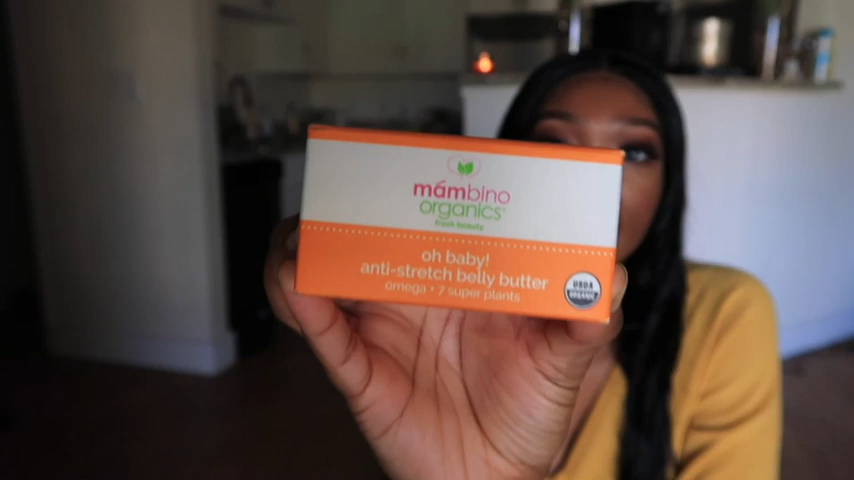 mámbino
organics
fresh beauty
oh baby!
anti-stretch belly butter
omega • 7 super plants
USDA
ORGANIC